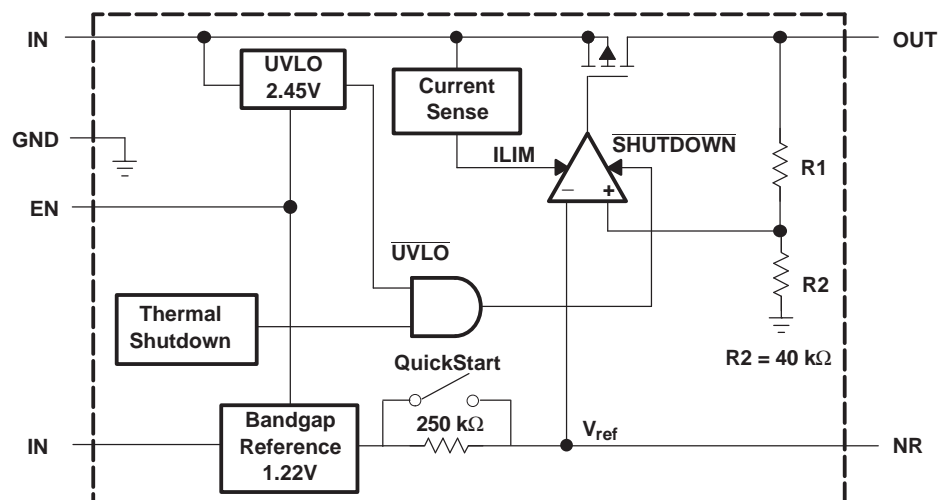 IN
OUT
UVLO
2.45V
Current
Sense
GND
SHUTDOWN
ILIM
R1
− +
EN
UVLO
R2
Thermal
Shutdown
R2 = 40 kΩ
QuickStart
Bandgap
Reference
1.22V
250 kΩ
Vref
IN
NR